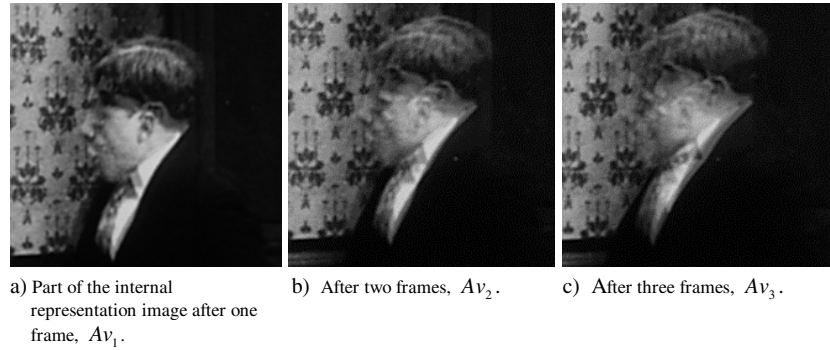 a) Part of the internal
representation image after one
frame, Av₁.
b) After two frames, Av₂.
c) After three frames, Av₃.